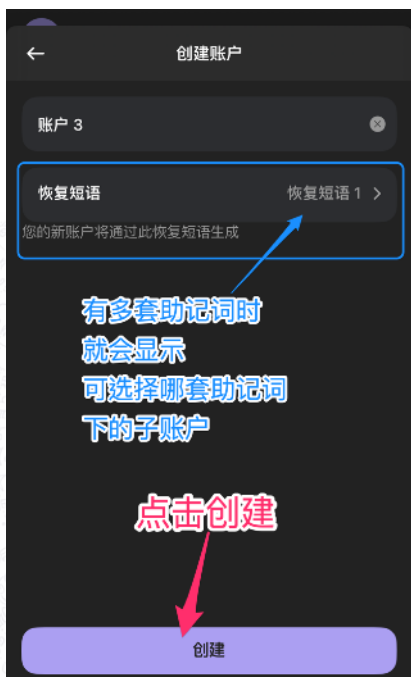 创建账户
账户 3
恢复短语
恢复短语 1
您的新账户将通过此恢复短语生成
有多套助记词时
就会显示
可选择哪套助记词
下的子账户
点击创建
创建